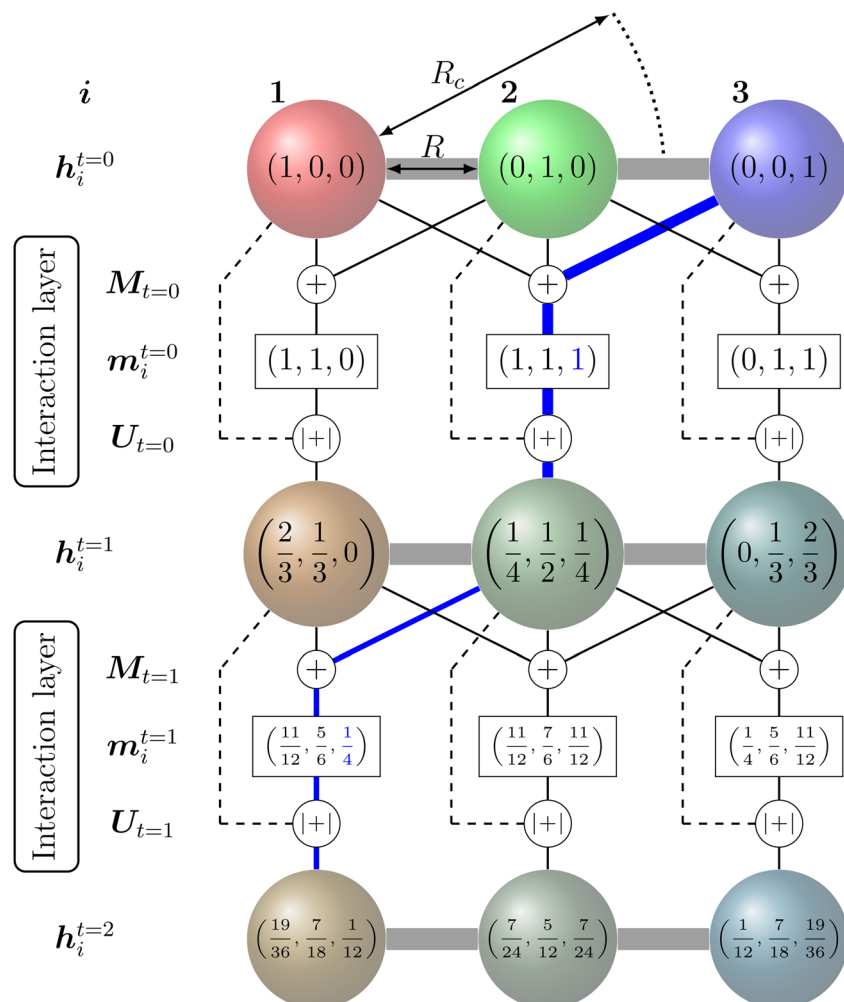 R_c
i 1 2 3
h_i^{t=0} (1, 0, 0) R (0, 1, 0) (0, 0, 1)
Interaction layer
M_{t=0} + + +
m_i^{t=0} (1, 1, 0) (1, 1, 1) (0, 1, 1)
U_{t=0} |+| |+| |+|
h_i^{t=1} (2/3, 1/3, 0) (1/4, 1/2, 1/4) (0, 1/3, 2/3)
Interaction layer
M_{t=1} + + +
m_i^{t=1} (11/12, 5/6, 1/4) (11/12, 7/6, 11/12) (1/4, 5/6, 11/12)
U_{t=1} |+| |+| |+|
h_i^{t=2} (19/36, 7/18, 1/12) (7/24, 5/12, 7/24) (1/12, 7/18, 19/36)